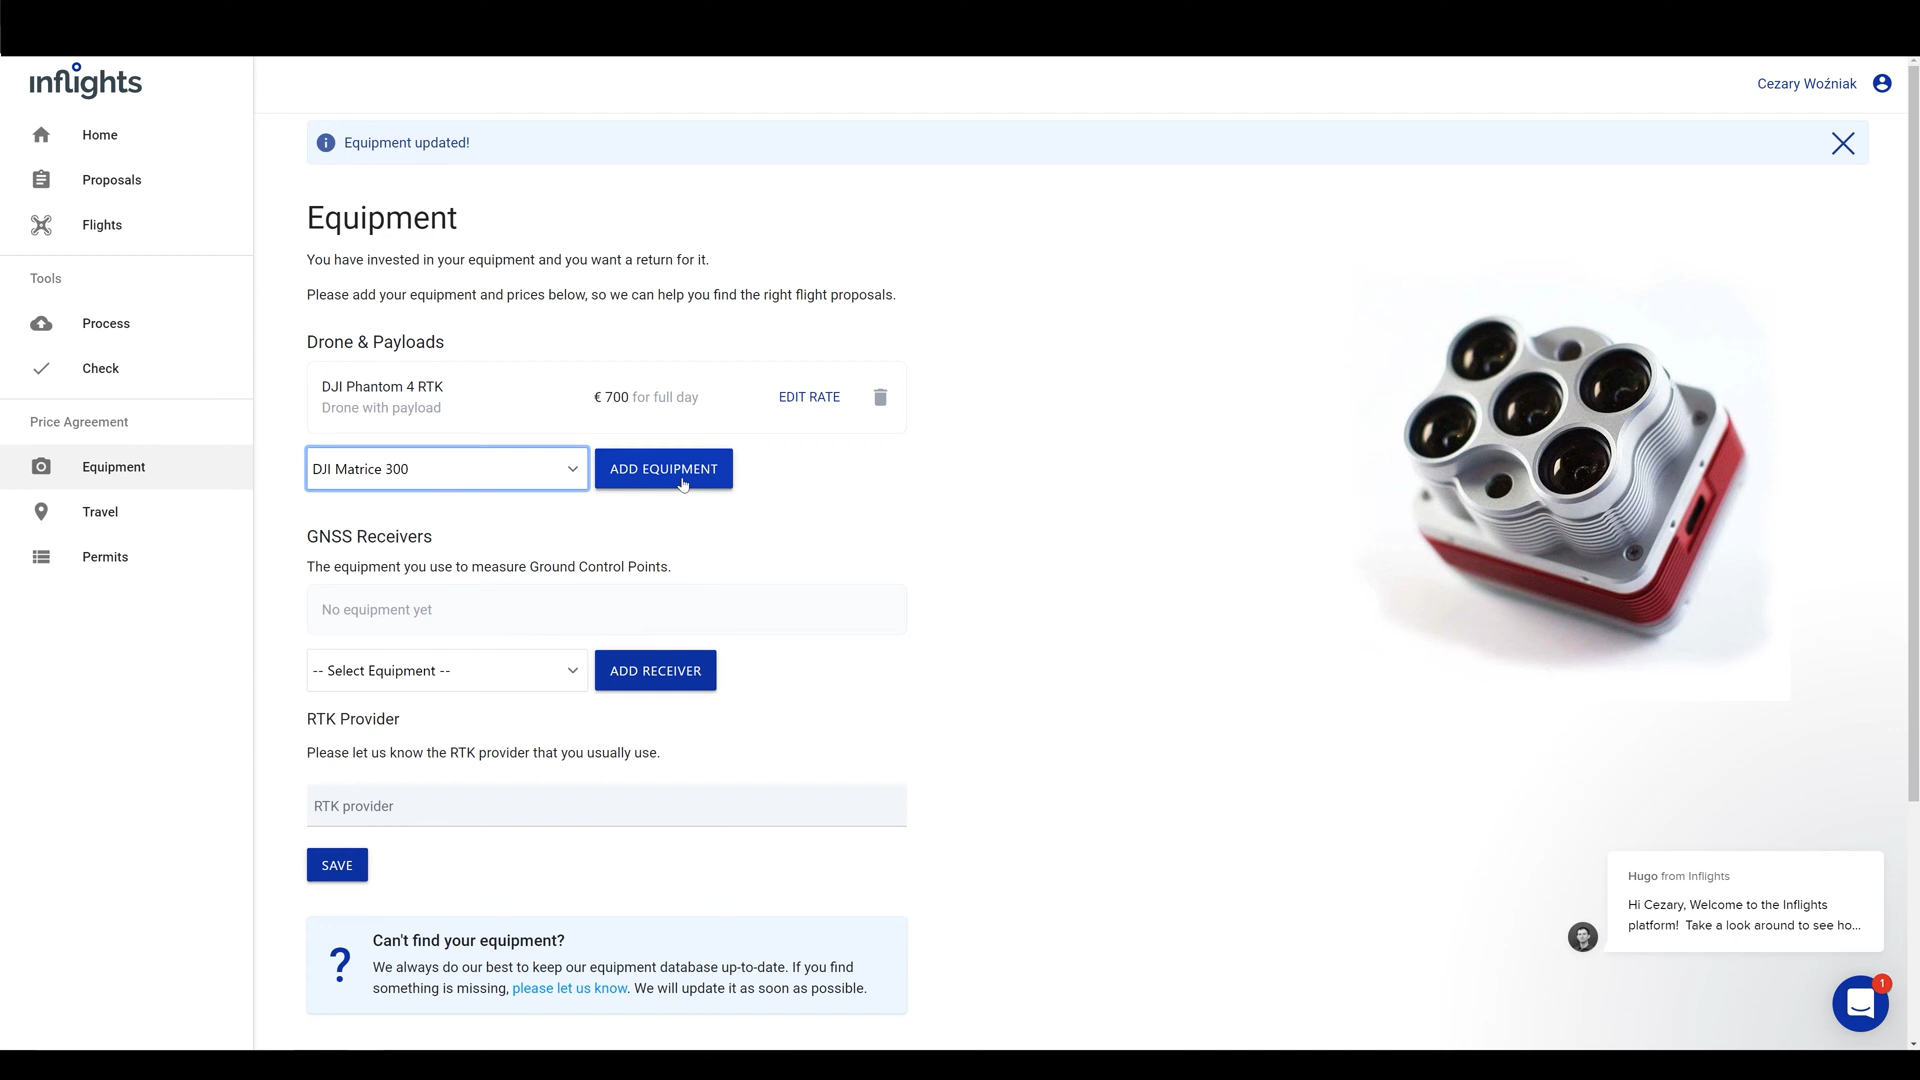 inflights
Cezary Woźniak
Home
Proposals
Flights
Tools
Process
Check
Price Agreement
Equipment
Travel
Permits
Equipment updated!
Equipment
You have invested in your equipment and you want a return for it.
Please add your equipment and prices below, so we can help you find the right flight proposals.
Drone & Payloads
DJI Phantom 4 RTK
Drone with payload
€ 700 for full day
EDIT RATE
DJI Matrice 300
ADD EQUIPMENT
GNSS Receivers
The equipment you use to measure Ground Control Points.
No equipment yet
-- Select Equipment --
ADD RECEIVER
RTK Provider
Please let us know the RTK provider that you usually use.
RTK provider
SAVE
?
Can't find your equipment?
We always do our best to keep our equipment database up-to-date. If you find
something is missing, please let us know. We will update it as soon as possible.
Hugo from Inflights
Hi Cezary, Welcome to the Inflights
platform! Take a look around to see ho...
1